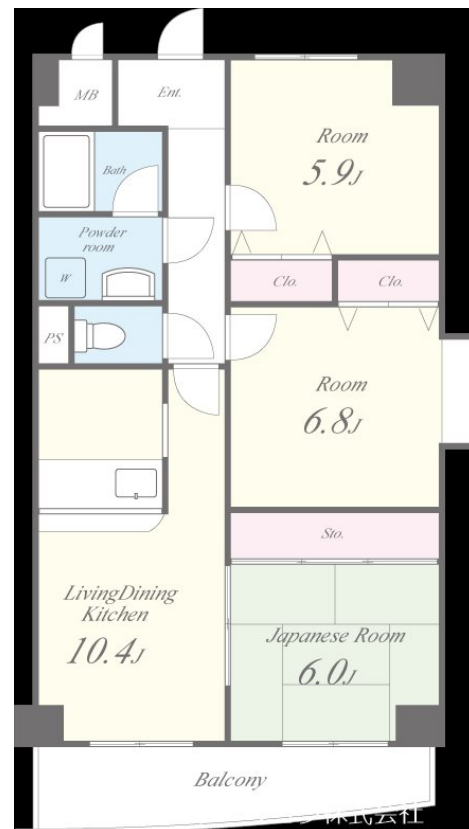 MB
Ent.
Room
5.9J
Bath
Powder
room
W
Clo.
Clo.
PS
Room
6.8J
Sto.
LivingDining
Kitchen
10.4J
Japanese Room
6.0J
Balcony
株式会社